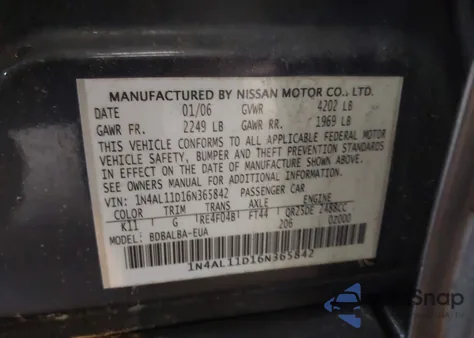 MANUFACTURED BY NISSAN MOTOR CO., LTD.
DATE 01/06 GVWR 4202 LB
GAWR FR. 2249 LB GAWR RR. 1969 LB
THIS VEHICLE CONFORMS TO ALL APPLICABLE FEDERAL MOTOR
VEHICLE SAFETY, BUMPER AND THEFT PREVENTION STANDARDS
IN EFFECT ON THE DATE OF MANUFACTURE SHOWN ABOVE.
SEE OWNERS MANUAL FOR ADDITIONAL INFORMATION.
VIN: 1N4AL11D16N365842 PASSENGER CAR
COLOR TRIM TRANS AXLE ENGINE
K11 G RE4F04B FT44 QR25DE 2488CC
MODEL: BDBALBA-EUA 206 02000
1N4AL11D16N365842
Snap